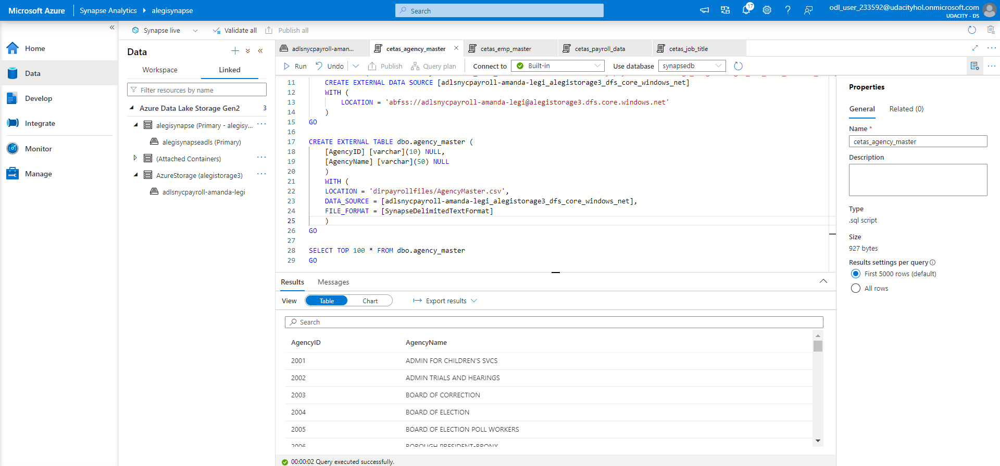 Microsoft Azure
Synapse Analytics
alegisynapse
Search
17
odl_user_233592@udacityhol.onmicrosoft.com
UDACITY - DS
Synapse live
Validate all
Publish all
Home
Data
Develop
Integrate
Monitor
Manage
Data
Workspace
Linked
Filter resources by name
Azure Data Lake Storage Gen2 3
alegisynapse (Primary - alegisy...
alegisynapseadls (Primary)
(Attached Containers)
AzureStorage (alegistorage3)
adlsnycpayroll-amanda-legi
adlsnycpayroll-aman...
cetas_agency_master
cetas_emp_master
cetas_payroll_data
cetas_job_title
Run
Undo
Publish
Query plan
Connect to
Built-in
Use database
synapsedb
11 CREATE EXTERNAL DATA SOURCE [adlsnycpayroll-amanda-legi_alegistorage3_dfs_core_windows_net]
12 WITH (
13 LOCATION = 'abfss://adlsnycpayroll-amanda-legi@alegistorage3.dfs.core.windows.net'
14 )
15 GO
16
17 CREATE EXTERNAL TABLE dbo.agency_master (
18 [AgencyID] [varchar](10) NULL,
19 [AgencyName] [varchar](50) NULL
20 )
21 WITH (
22 LOCATION = 'dirpayrollfiles/AgencyMaster.csv',
23 DATA_SOURCE = [adlsnycpayroll-amanda-legi_alegistorage3_dfs_core_windows_net],
24 FILE_FORMAT = [SynapseDelimitedTextFormat]
25 )
26 GO
27
28 SELECT TOP 100 * FROM dbo.agency_master
29 GO
Results
Messages
View
Table
Chart
Export results
Search
AgencyID AgencyName
2001 ADMIN FOR CHILDREN'S SVCS
2002 ADMIN TRIALS AND HEARINGS
2003 BOARD OF CORRECTION
2004 BOARD OF ELECTION
2005 BOARD OF ELECTION POLL WORKERS
2006 BOROUGH PRESIDENT-BRONX
00:00:02 Query executed successfully.
Properties
General
Related (0)
Name *
cetas_agency_master
Description
Type
.sql script
Size
927 bytes
Results settings per query
First 5000 rows (default)
All rows